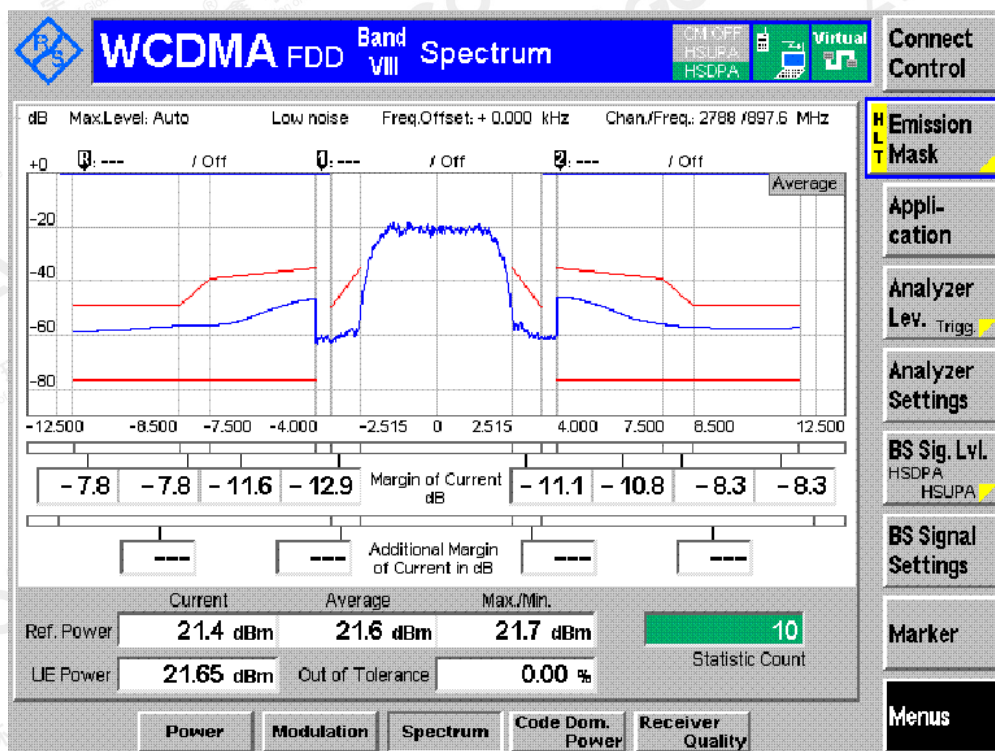 R S
WCDMA FDD Band VIII Spectrum
HSUPA
HSDPA
Virtual
Connect Control
dB Max.Level: Auto Low noise Freq.Offset: + 0.000 kHz Chan./Freq.: 2788 /897.6 MHz
HLT Emission Mask
R: --- / Off 1: --- / Off 2: --- / Off
+0
Average
Appli-
cation
-20
-40
Analyzer
Lev. Trigg.
-60
Analyzer
Settings
-80
-12.500 -8.500 -7.500 -4.000 -2.515 0 2.515 4.000 7.500 8.500 12.500
BS Sig. Lvl.
HSDPA
HSUPA
- 7.8 - 7.8 - 11.6 - 12.9 Margin of Current dB - 11.1 - 10.8 - 8.3 - 8.3
BS Signal
Settings
--- --- Additional Margin of Current in dB --- ---
Current Average Max./Min.
Ref. Power 21.4 dBm 21.6 dBm 21.7 dBm 10
Statistic Count
Marker
UE Power 21.65 dBm Out of Tolerance 0.00 %
Menus
Power Modulation Spectrum Code Dom. Power Receiver Quality